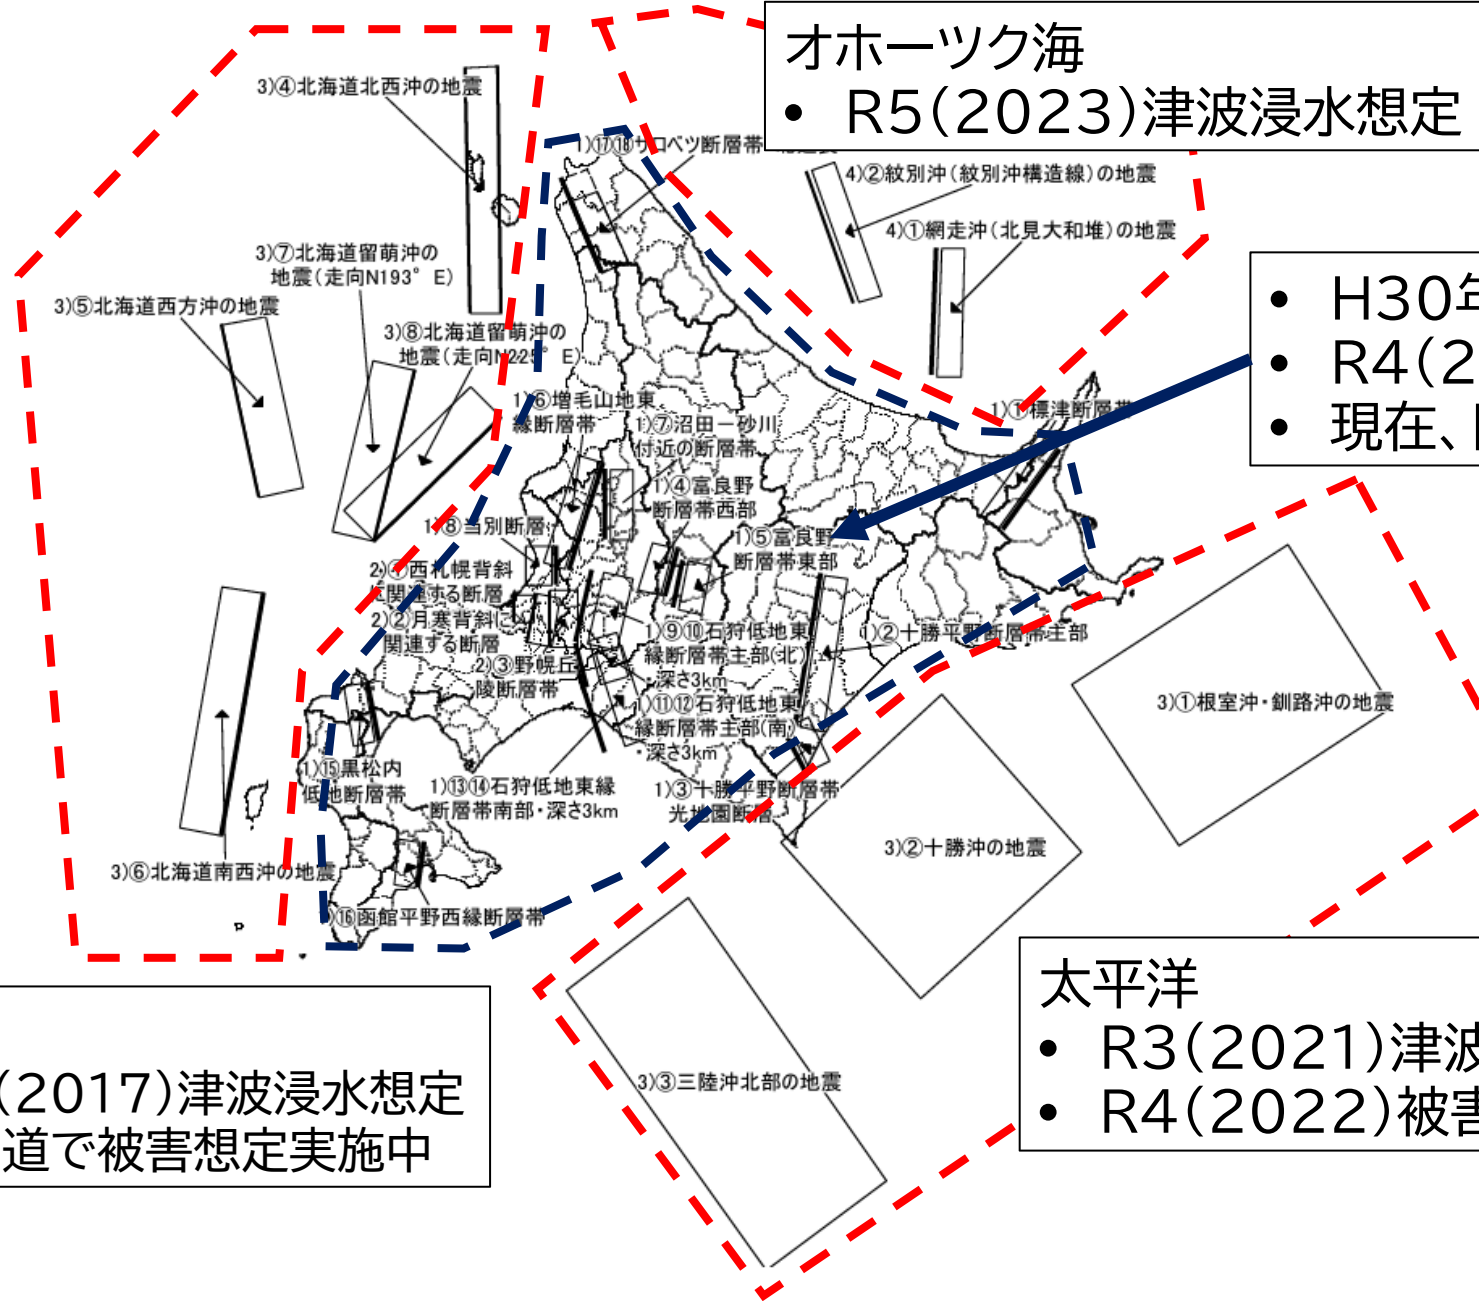 オホーツク海
• R5(2023)津波浸水想定
3)④北海道北西沖の地震
1)⑰⑱サロベツ断層帯
4)②紋別沖(紋別沖構造線)の地震
4)①網走沖(北見大和堆)の地震
3)⑦北海道留萌沖の
地震(走向N193°E)
3)⑤北海道西方沖の地震
3)⑧北海道留萌沖の
地震(走向N225°E)
• H30年
• R4(2
• 現在、
1)①標津断層帯
1)⑥増毛山地東
縁断層帯
1)⑦沼田－砂川
付近の断層帯
1)④富良野
断層帯西部
1)⑧当別断層
1)⑤富良野
断層帯東部
2)①西札幌背斜
に関連する断層
2)②月寒背斜に
関連する断層
2)③野幌丘
陵断層帯
1)⑨⑩石狩低地東
縁断層帯主部(北)
・深さ3km
1)②十勝平野断層帯主部
1)⑪⑫石狩低地東
縁断層帯主部(南)
・深さ3km
3)①根室沖・釧路沖の地震
1)⑮黒松内
低地断層帯
1)⑬⑭石狩低地東縁
断層帯南部・深さ3km
1)③十勝平野断層帯
光地園断層
3)②十勝沖の地震
3)⑥北海道南西沖の地震
1)⑯函館平野西縁断層帯
太平洋
• R3(2021)津波
• R4(2022)被害
3)③三陸沖北部の地震
(2017)津波浸水想定
道で被害想定実施中